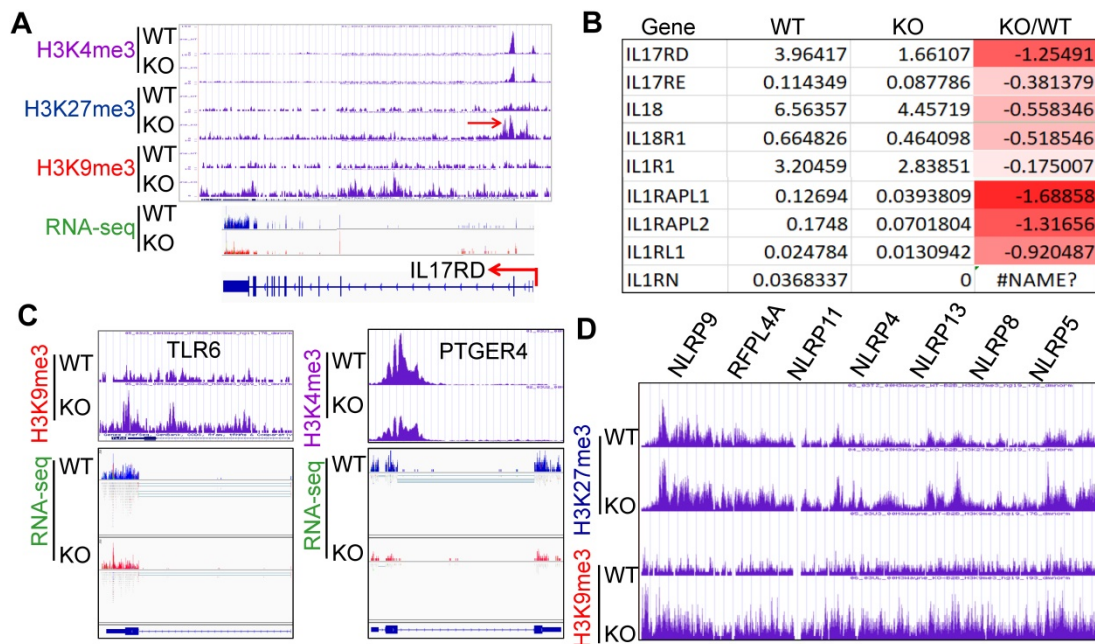 A
H3K4me3
WT
KO
H3K27me3
WT
KO
H3K9me3
WT
KO
RNA-seq
WT
KO
IL17RD
B
Gene WT KO KO/WT
IL17RD 3.96417 1.66107 -1.25491
IL17RE 0.114349 0.087786 -0.381379
IL18 6.56357 4.45719 -0.558346
IL18R1 0.664826 0.464098 -0.518546
IL1R1 3.20459 2.83851 -0.175007
IL1RAPL1 0.12694 0.0393809 -1.68858
IL1RAPL2 0.1748 0.0701804 -1.31656
IL1RL1 0.024784 0.0130942 -0.920487
IL1RN 0.0368337 0 #NAME?
C
H3K9me3
WT
KO
TLR6
RNA-seq
WT
KO
H3K4me3
WT
KO
PTGER4
RNA-seq
WT
KO
D
NLRP9
RFPL4A
NLRP11
NLRP4
NLRP13
NLRP8
NLRP5
H3K27me3
WT
KO
H3K9me3
WT
KO